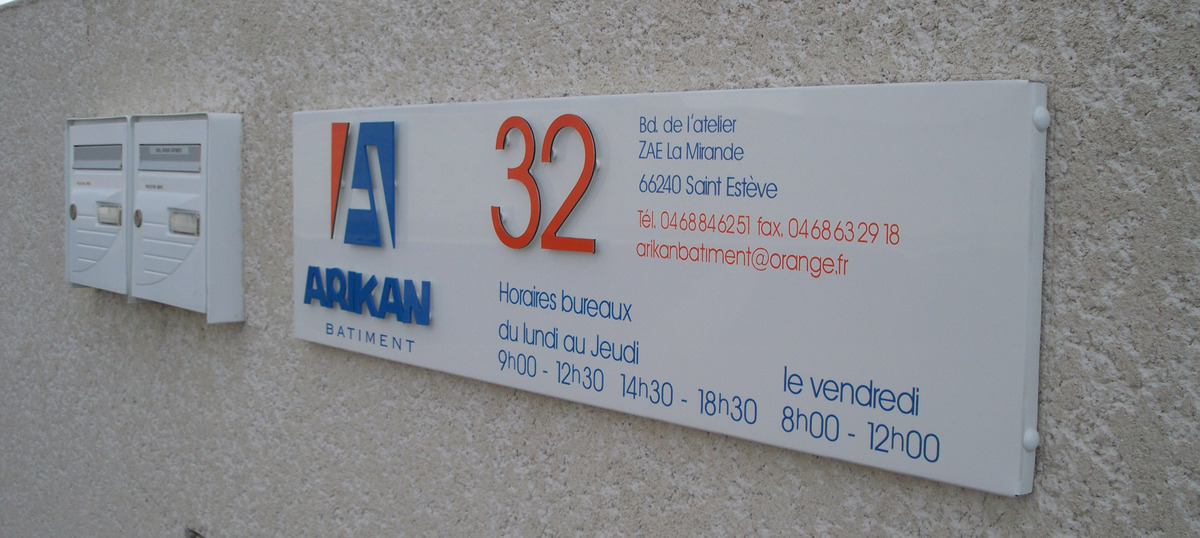 ARIKAN
BATIMENT
32
Bd. de l'atelier
ZAE La Mirande
66240 Saint Estève
Tél. 0468846251 fax. 0468632918
arikanbatiment@orange.fr
Horaires bureaux
du lundi au Jeudi
9h00 - 12h30 14h30 - 18h30
le vendredi
8h00 - 12h00